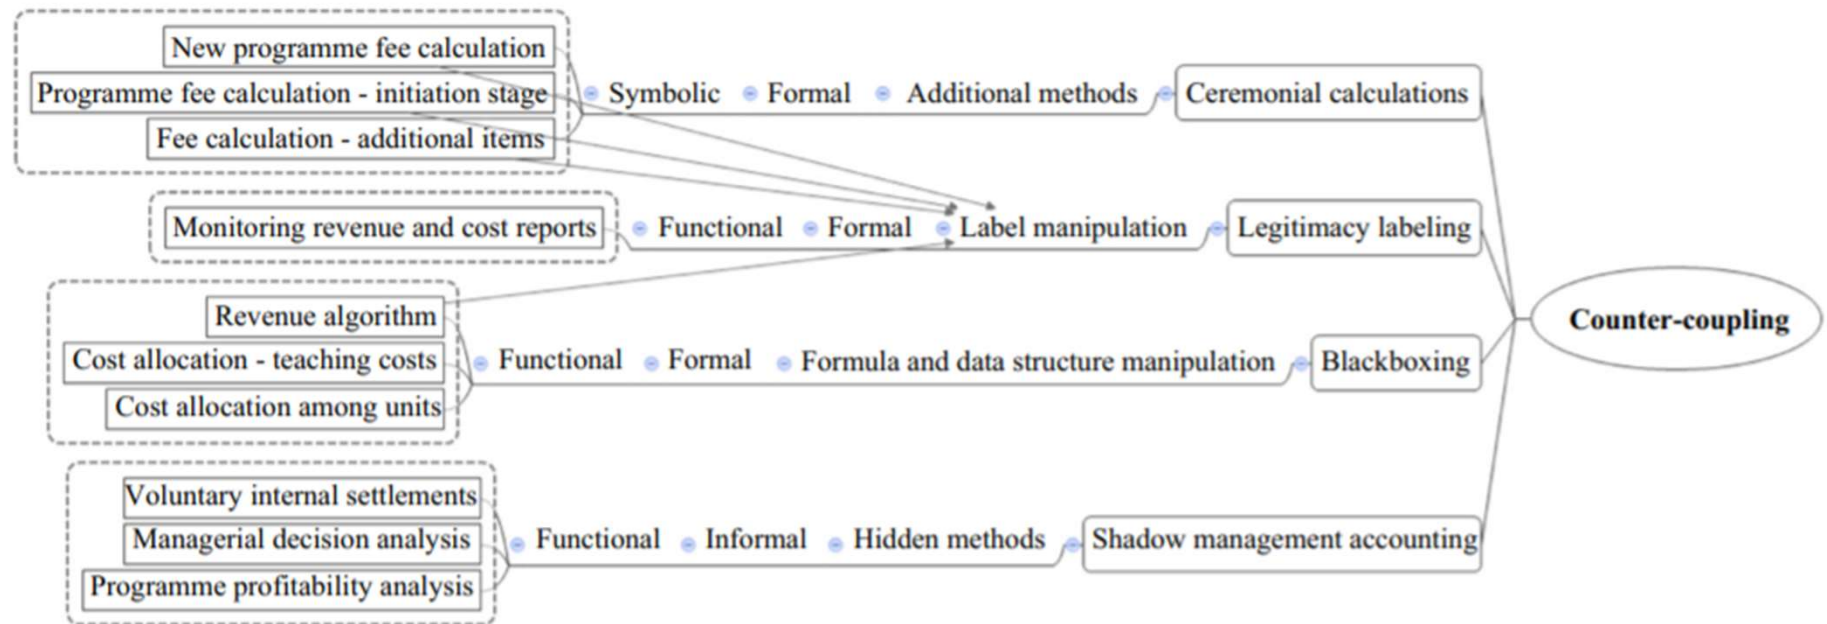 New programme fee calculation
Programme fee calculation - initiation stage
Fee calculation - additional items
Symbolic Formal Additional methods Ceremonial calculations
Monitoring revenue and cost reports Functional Formal Label manipulation Legitimacy labeling
Counter-coupling
Revenue algorithm
Cost allocation - teaching costs
Cost allocation among units
Functional Formal Formula and data structure manipulation Blackboxing
Voluntary internal settlements
Managerial decision analysis
Programme profitability analysis
Functional Informal Hidden methods Shadow management accounting